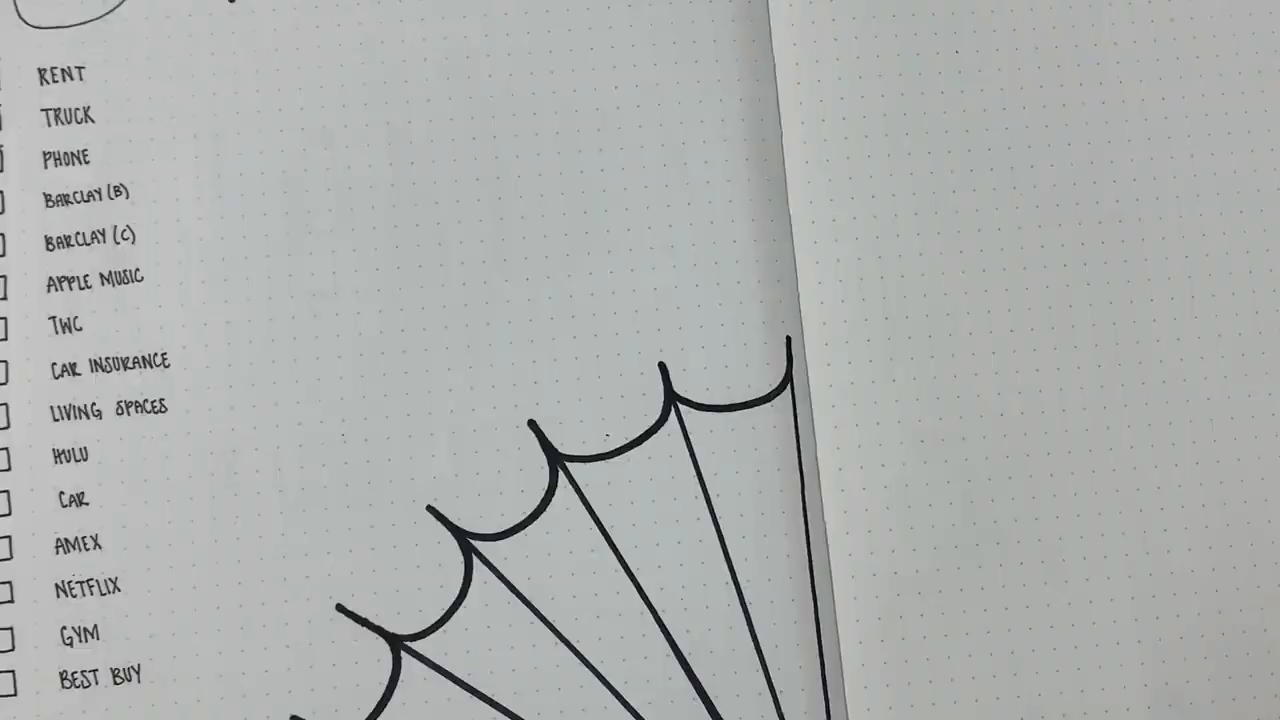 RENT
TRUCK
PHONE
BARCLAY (B)
BARCLAY (C)
APPLE MUSIC
TWC
CAR INSURANCE
LIVING SPACES
HULU
CAR
AMEX
NETFLIX
GYM
BEST BUY